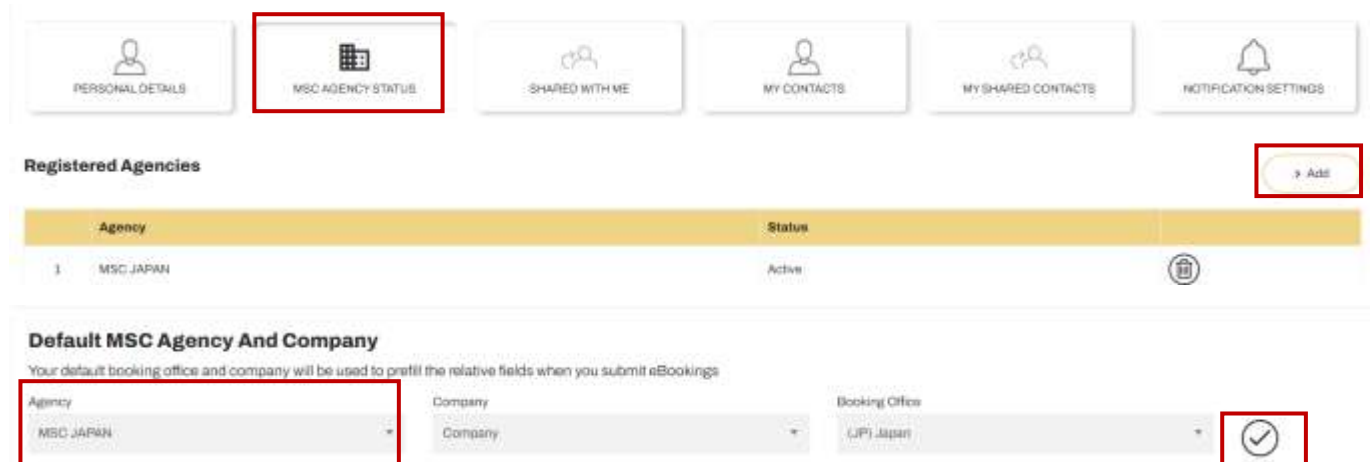 PERSONAL DETAILS
MSC AGENCY STATUS
SHARED WITH ME
MY CONTACTS
MY SHARED CONTACTS
NOTIFICATION SETTINGS
Registered Agencies
> Add
Agency Status
1 MSC JAPAN Active
Default MSC Agency And Company
Your default booking office and company will be used to prefill the relative fields when you submit eBookings
Agency Company Booking Office
MSC JAPAN Company (JP) Japan